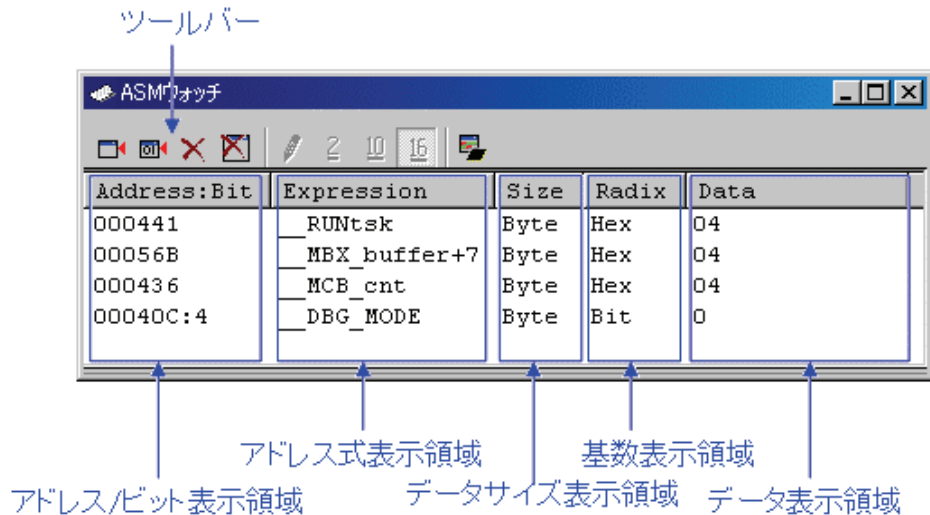 ツールバー
ASMウォッチ
2 10 16
Address:Bit Expression Size Radix Data
000441 __RUNtsk Byte Hex 04
00056B __MBX_buffer+7 Byte Hex 04
000436 __MCB_cnt Byte Hex 04
00040C:4 __DBG_MODE Byte Bit 0
アドレス式表示領域 基数表示領域
アドレス/ビット表示領域 データサイズ表示領域 データ表示領域